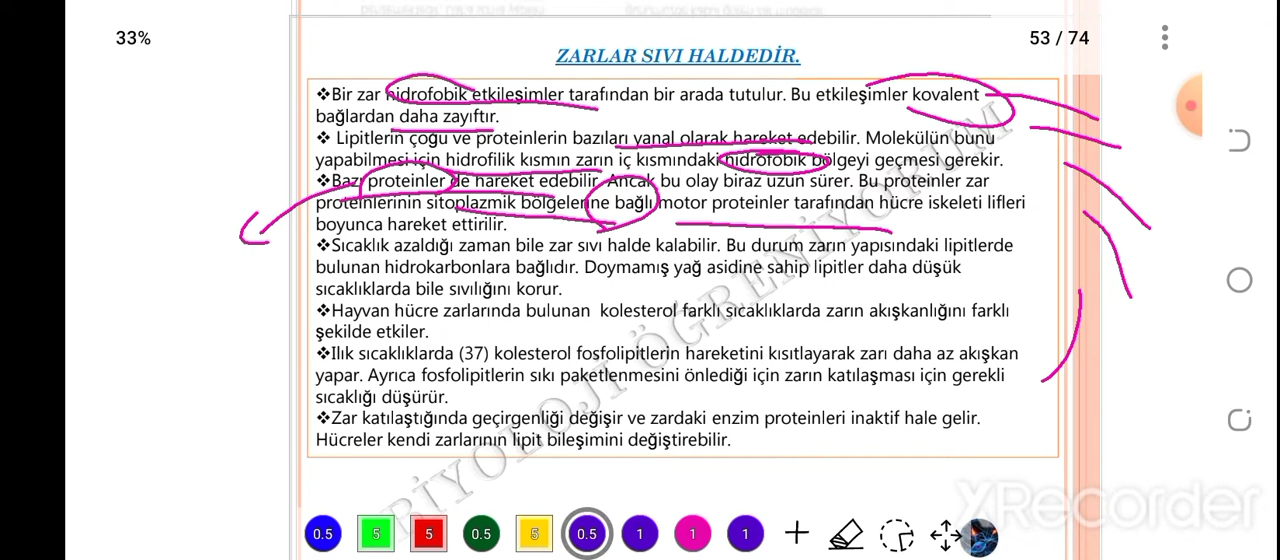 33%
53 / 74
ZARLAR SIVI HALDEDİR.
❖Bir zar hidrofobik etkileşimler tarafından bir arada tutulur. Bu etkileşimler kovalent
bağlardan daha zayıftır.
❖ Lipitlerin çoğu ve proteinlerin bazıları yanal olarak hareket edebilir. Molekülün bunu
yapabilmesi için hidrofilik kısmın zarın iç kısmındaki hidrofobik bölgeyi geçmesi gerekir.
❖Bazı proteinler de hareket edebilir. Ancak bu olay biraz uzun sürer. Bu proteinler zar
proteinlerinin sitoplazmik bölgelerine bağlı motor proteinler tarafından hücre iskeleti lifleri
boyunca hareket ettirilir.
❖Sıcaklık azaldığı zaman bile zar sıvı halde kalabilir. Bu durum zarın yapısındaki lipitlerde
bulunan hidrokarbonlara bağlıdır. Doymamış yağ asidine sahip lipitler daha düşük
sıcaklıklarda bile sıvılığını korur.
❖Hayvan hücre zarlarında bulunan kolesterol farklı sıcaklıklarda zarın akışkanlığını farklı
şekilde etkiler.
❖Ilık sıcaklıklarda (37) kolesterol fosfolipitlerin hareketini kısıtlayarak zarı daha az akışkan
yapar. Ayrıca fosfolipitlerin sıkı paketlenmesini önlediği için zarın katılaşması için gerekli
sıcaklığı düşürür.
❖Zar katılaştığında geçirgenliği değişir ve zardaki enzim proteinleri inaktif hale gelir.
Hücreler kendi zarlarının lipit bileşimini değiştirebilir.
BİYOLOJİ ÖĞRENİYORUM
XRecorder
0.5 5 5 0.5 5 0.5 1 1 1